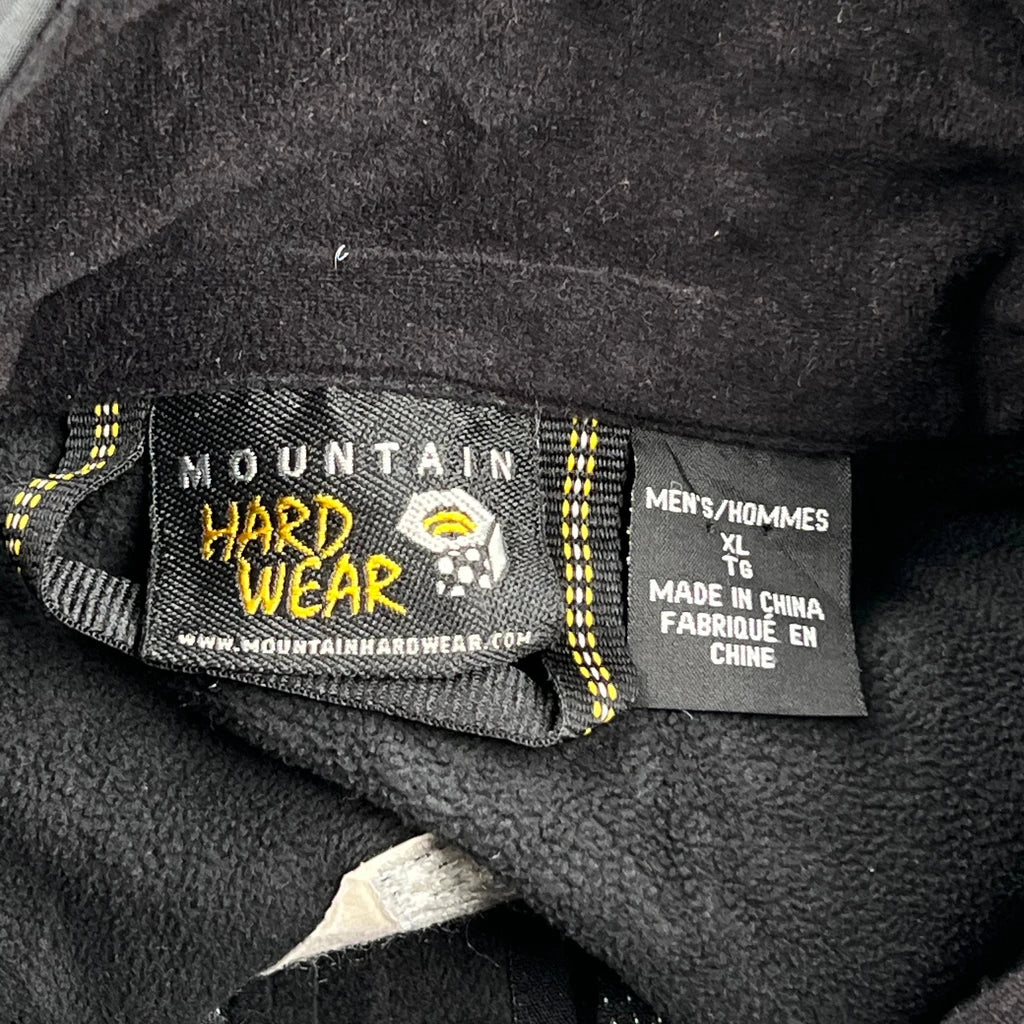 MOUNTAIN
HARD
WEAR
WWW.MOUNTAINHARDWEAR.COM
MEN'S/HOMMES
XL
TG
MADE IN CHINA
FABRIQUÉ EN
CHINE